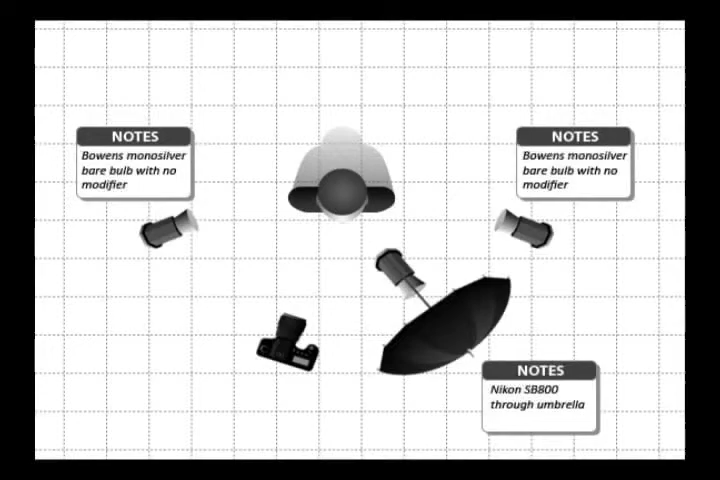 NOTES
Bowens monosilver
bare bulb with no
modifier
NOTES
Bowens monosilver
bare bulb with no
modifier
NOTES
Nikon SB800
through umbrella